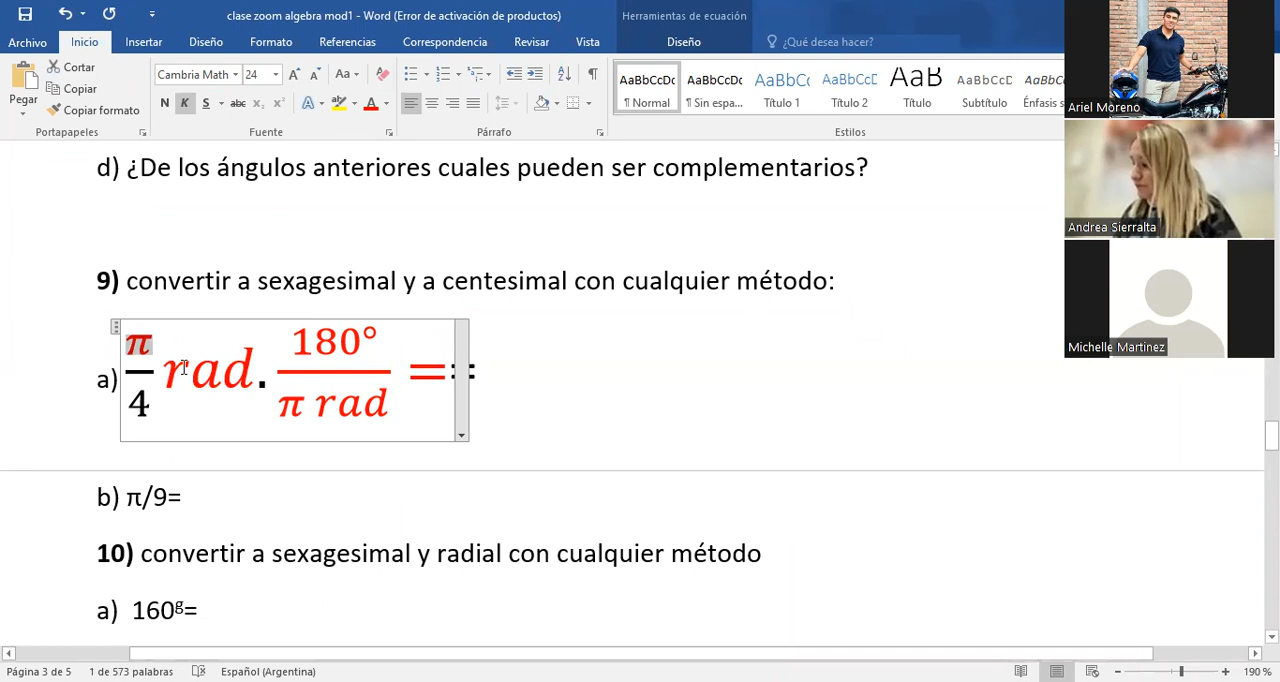 clase zoom algebra mod1 - Word (Error de activación de productos)
Herramientas de ecuación
Archivo Inicio Insertar Diseño Formato Referencias Correspondencia Revisar Vista Diseño ¿Qué desea hacer?
Pegar
Cortar
Copiar
Copiar formato
Portapapeles
Cambria Math 24
N K S abc x₂ x²
Fuente
Párrafo
AaBbCcDc AaBbCcDc AaBbCc AaBbCcD AaB AaBbCcD AaBbCcD
¶ Normal ¶ Sin espa... Título 1 Título 2 Título Subtítulo Énfasis s
Estilos
Ariel Moreno
Andrea Sierralta
Michelle Martinez
d) ¿De los ángulos anteriores cuales pueden ser complementarios?
9) convertir a sexagesimal y a centesimal con cualquier método:
a) π/4 rad . 180°/π rad = =
b) π/9=
10) convertir a sexagesimal y radial con cualquier método
a) 160ᵍ=
Página 3 de 5 1 de 573 palabras Español (Argentina) 190 %